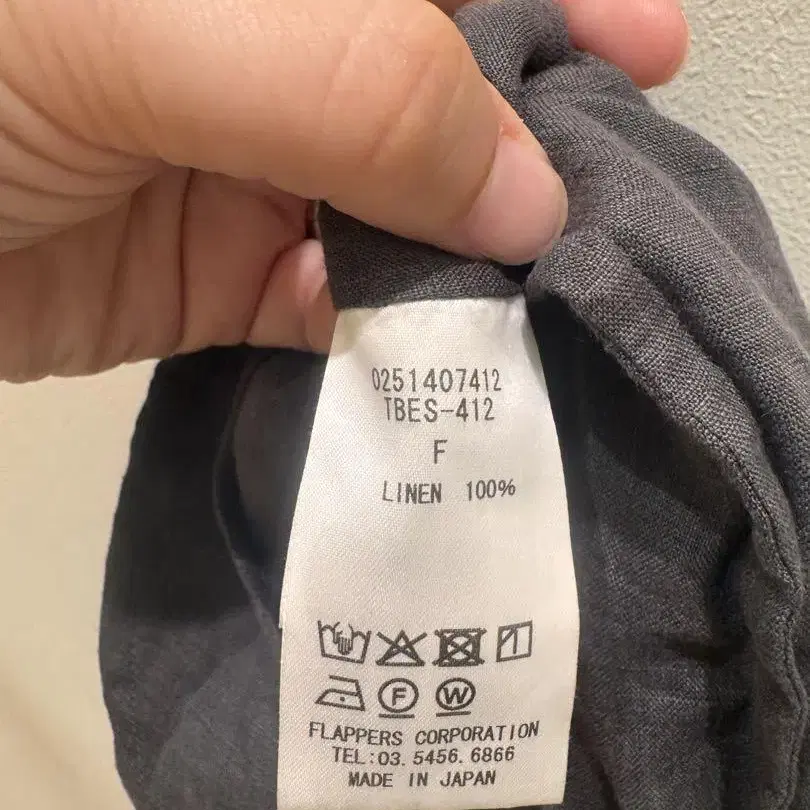 0251407412
TBES-412
F
LINEN 100%
F W
FLAPPERS CORPORATION
TEL:03.5456.6866
MADE IN JAPAN